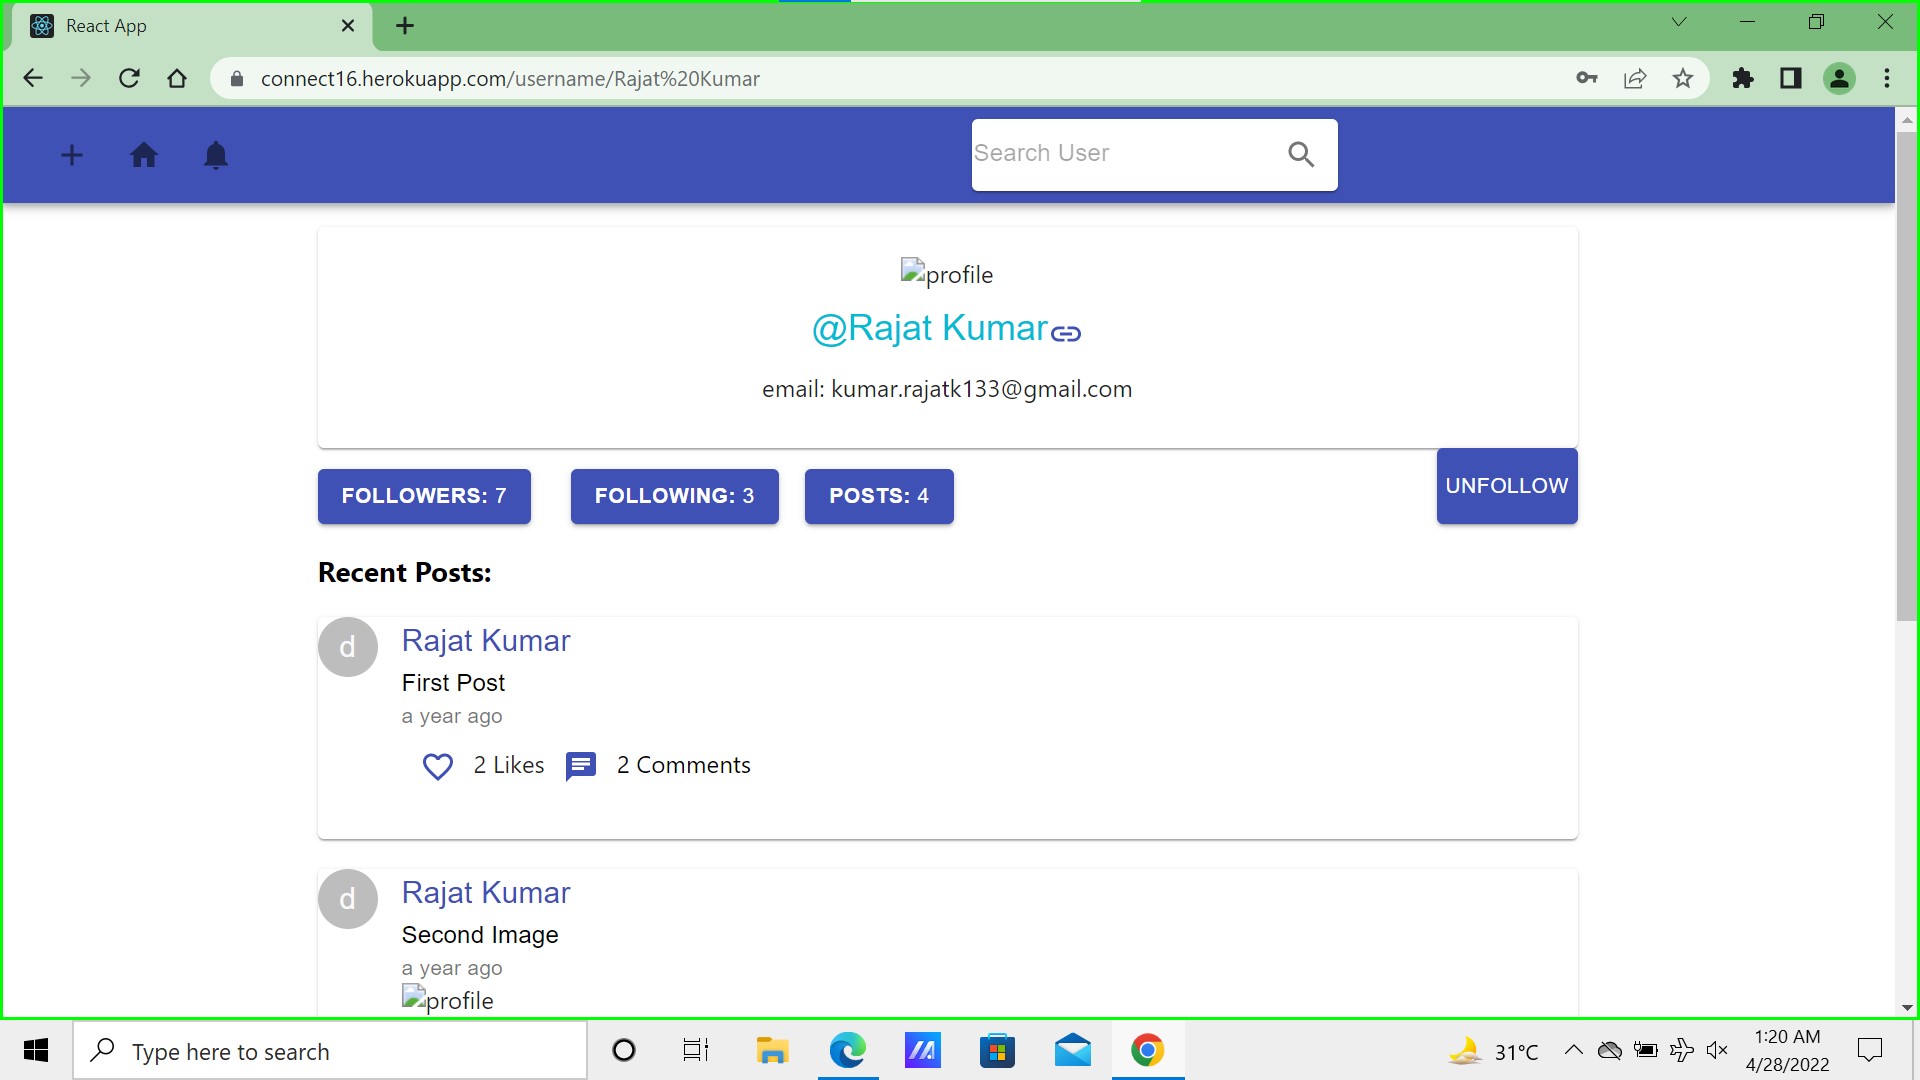 React App
connect16.herokuapp.com/username/Rajat%20Kumar
Search User
profile
@Rajat Kumar
email: kumar.rajatk133@gmail.com
FOLLOWERS: 7
FOLLOWING: 3
POSTS: 4
UNFOLLOW
Recent Posts:
d
Rajat Kumar
First Post
a year ago
2 Likes
2 Comments
d
Rajat Kumar
Second Image
a year ago
profile
Type here to search
31°C
1:20 AM
4/28/2022